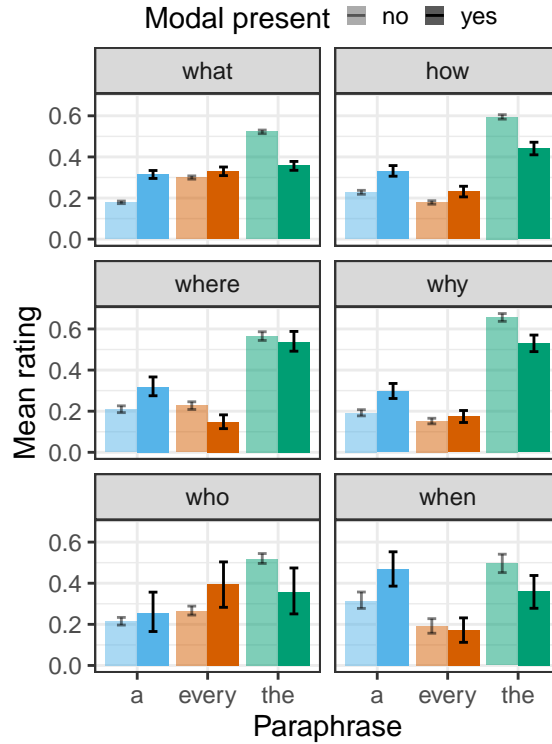 Modal present no yes
what how
0.6
0.4
0.2
0.0
where why
0.6
0.4
0.2
0.0
who when
0.6
0.4
0.2
0.0
a every the a every the
Mean rating
Paraphrase